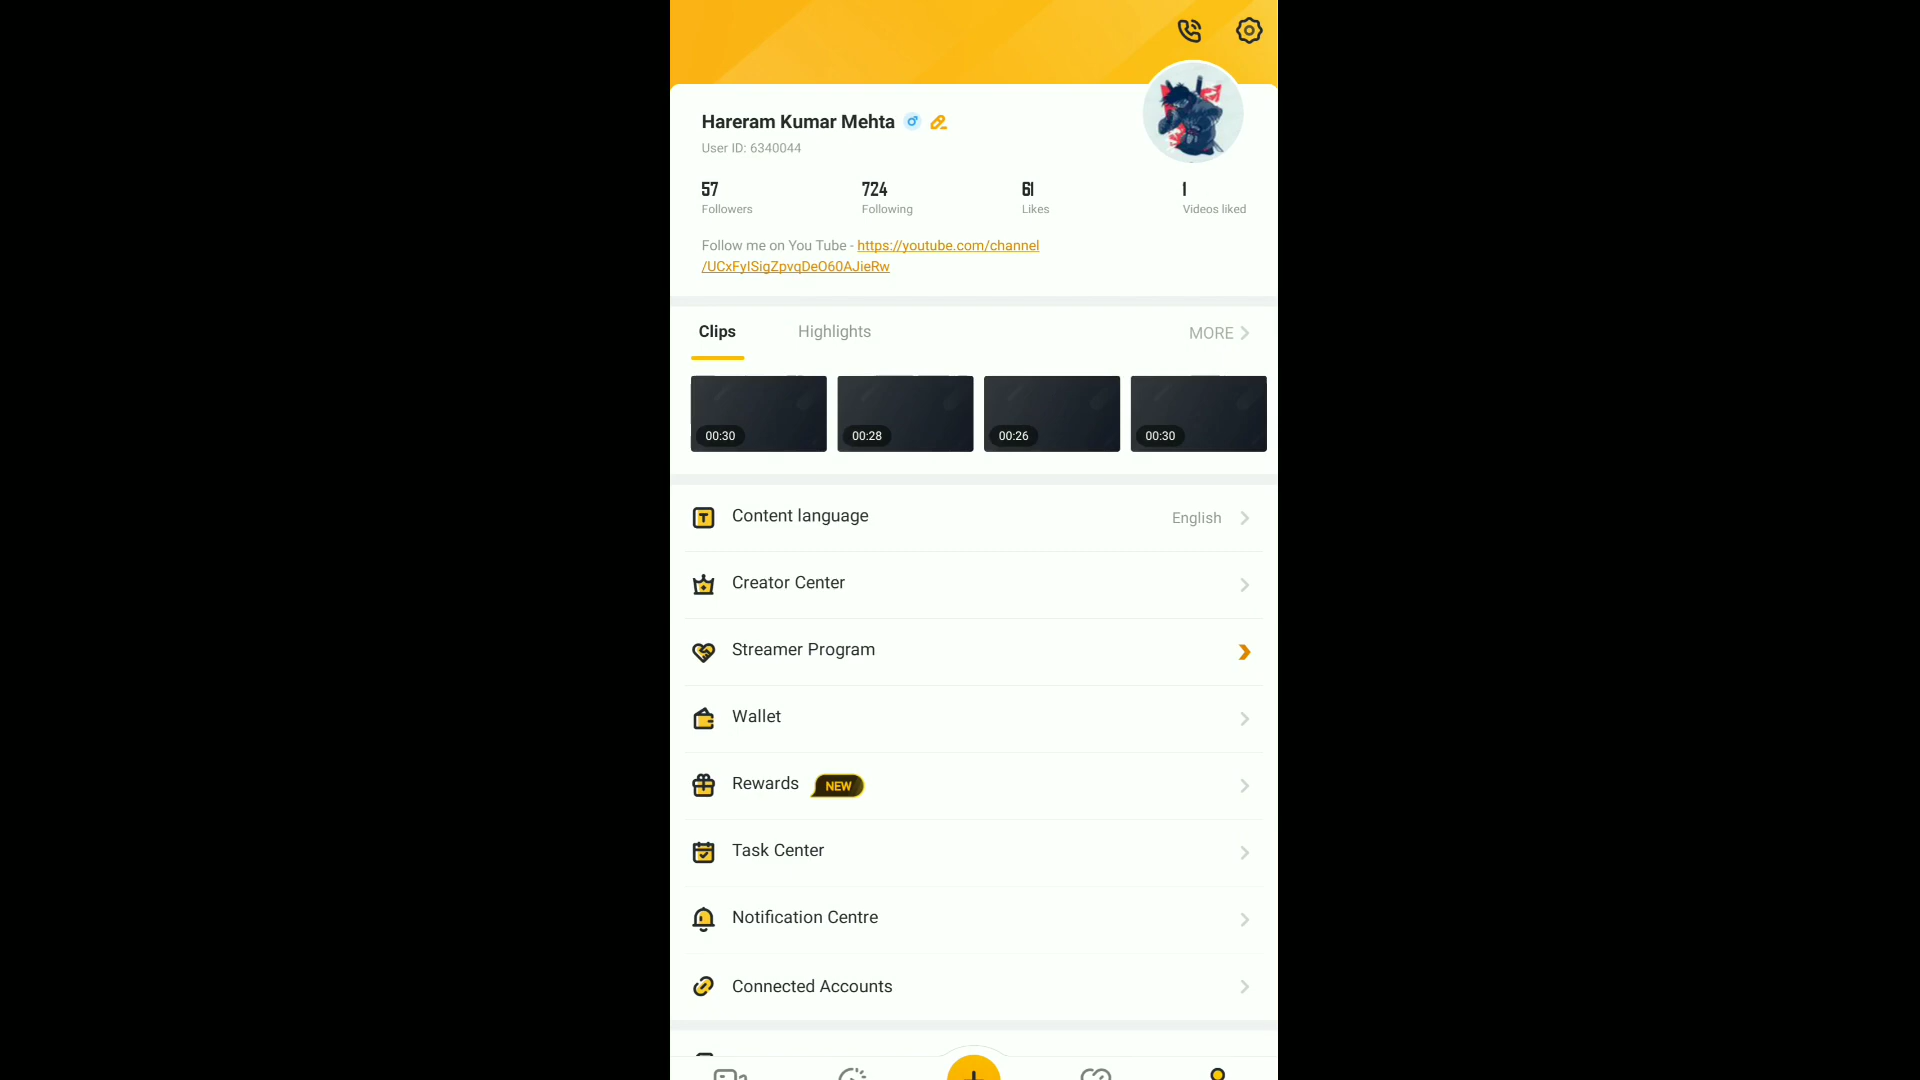 Hareram Kumar Mehta
User ID: 6340044
57 724 61 1
Followers Following Likes Videos liked
Follow me on You Tube - https://youtube.com/channel
/UCxFyISigZpvqDeO60AJieRw
Clips Highlights MORE
00:30 00:28 00:26 00:30
Content language English
Creator Center
Streamer Program
Wallet
Rewards NEW
Task Center
Notification Centre
Connected Accounts